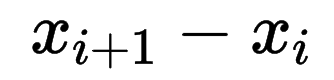 x_{i+1} − x_i